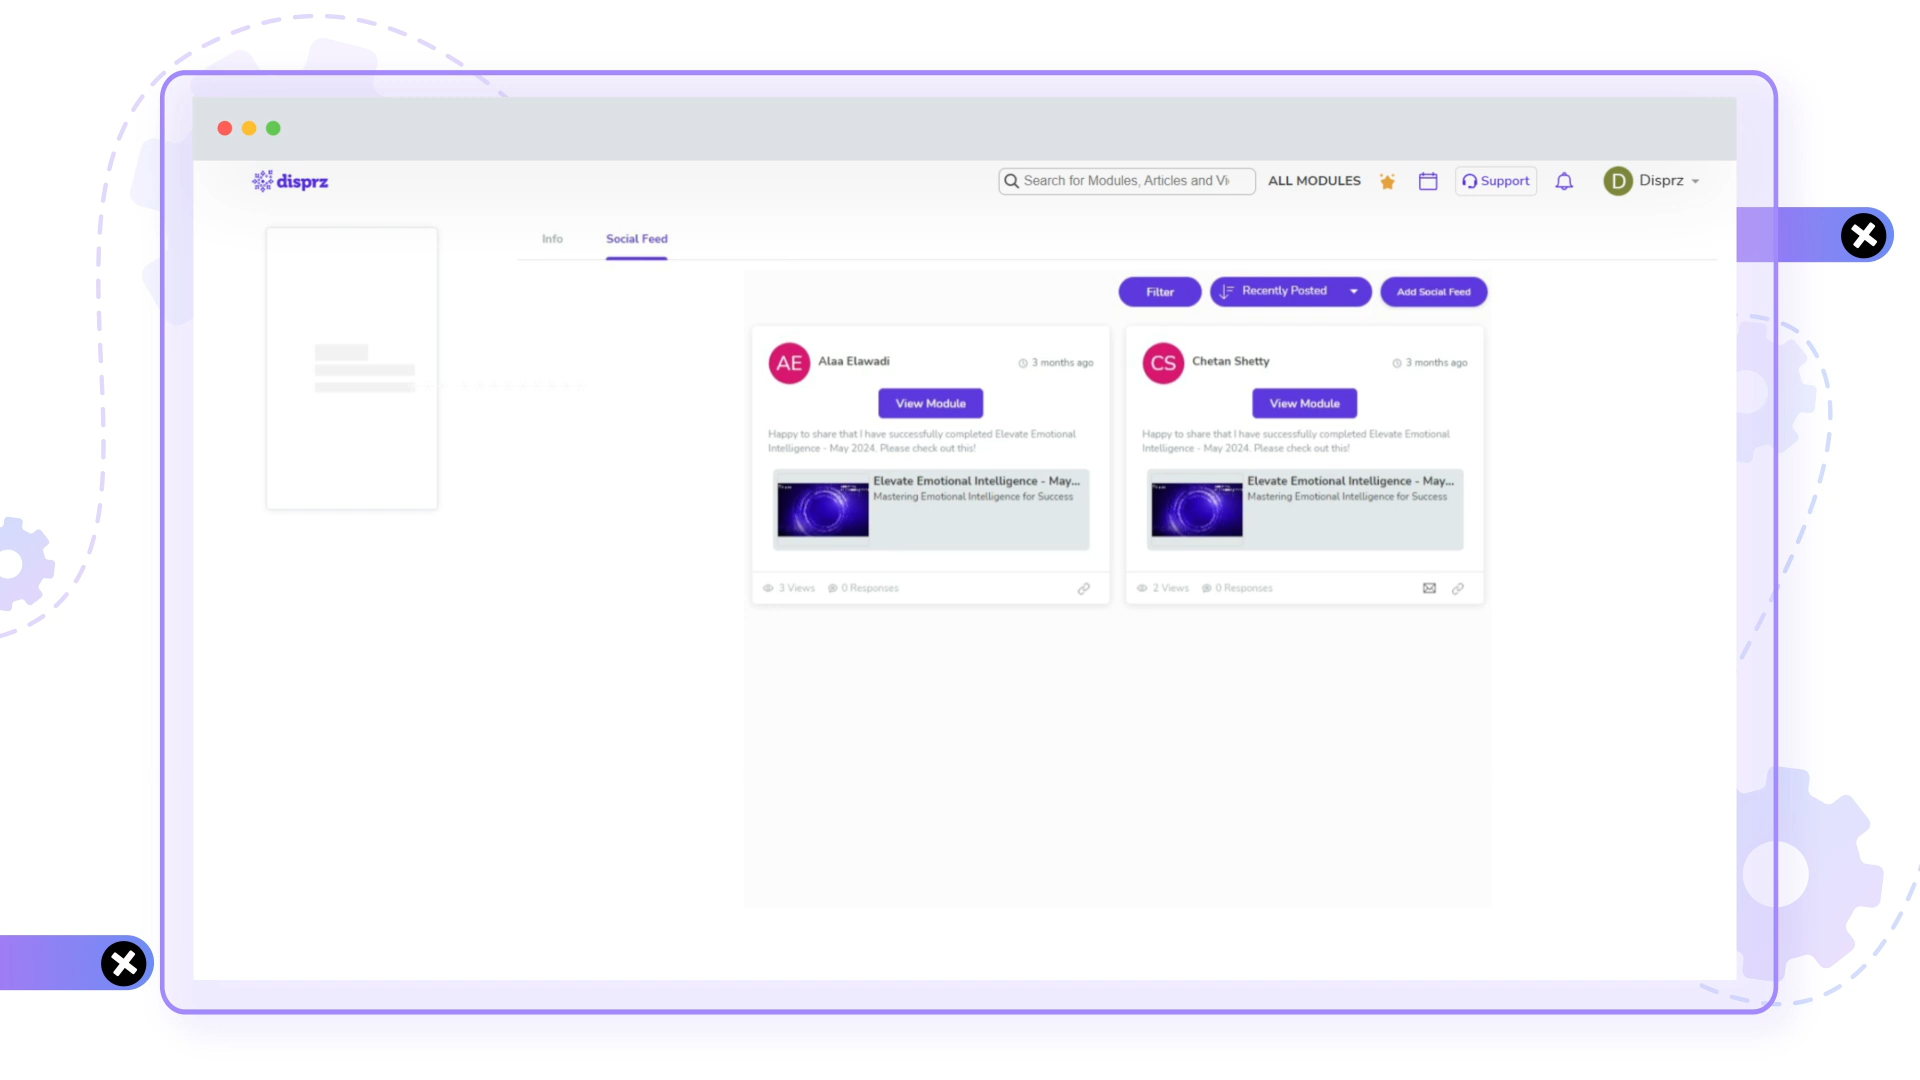 disprz
Search for Modules, Articles and Vi
ALL MODULES
Support
D
Disprz
Info
Social Feed
Filter
Recently Posted
Add Social Feed
AE
Alaa Elawadi
3 months ago
View Module
Happy to share that I have successfully completed Elevate Emotional
Intelligence - May 2024. Please check out this!
Elevate Emotional Intelligence - May...
Mastering Emotional Intelligence for Success
3 Views
0 Responses
CS
Chetan Shetty
3 months ago
View Module
Happy to share that I have successfully completed Elevate Emotional
Intelligence - May 2024. Please check out this!
Elevate Emotional Intelligence - May...
Mastering Emotional Intelligence for Success
2 Views
0 Responses